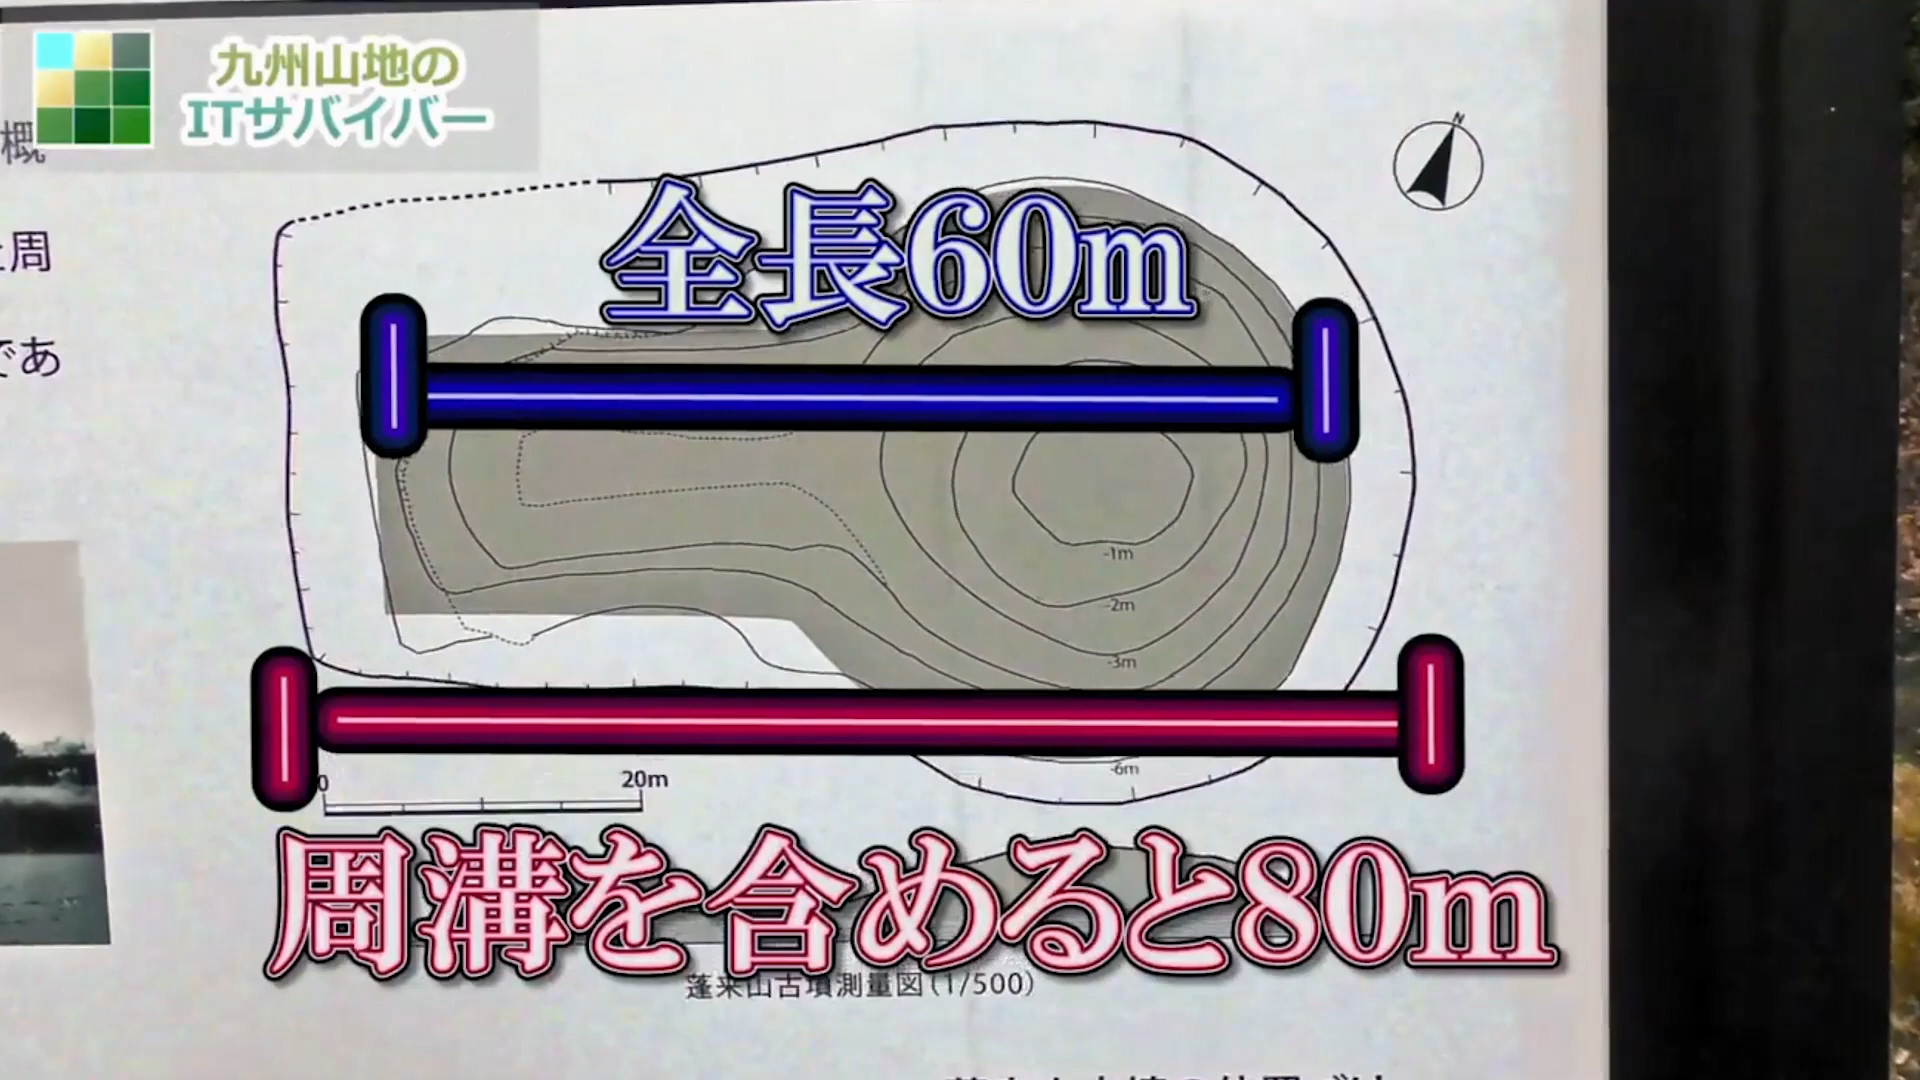 九州山地の
ITサバイバー
概
周
であ
N
全長60m
-1m
-2m
-3m
-6m
0
20m
周溝を含めると80m
蓬来山古墳測量図(1/500)